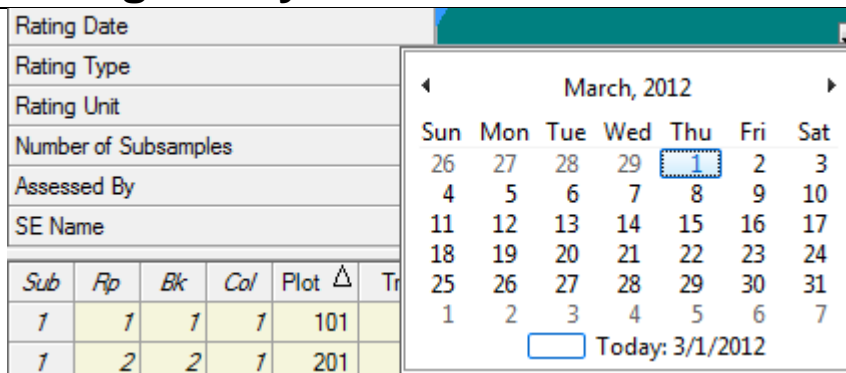 Rating Date
Rating Type
Rating Unit
Number of Subsamples
Assessed By
SE Name
Sub Rp Bk Col Plot Δ
1 1 1 1 101
1 2 2 1 201
March, 2012
Sun Mon Tue Wed Thu Fri Sat
26 27 28 29 1 2 3
4 5 6 7 8 9 10
11 12 13 14 15 16 17
18 19 20 21 22 23 24
25 26 27 28 29 30 31
1 2 3 4 5 6 7
Today: 3/1/2012